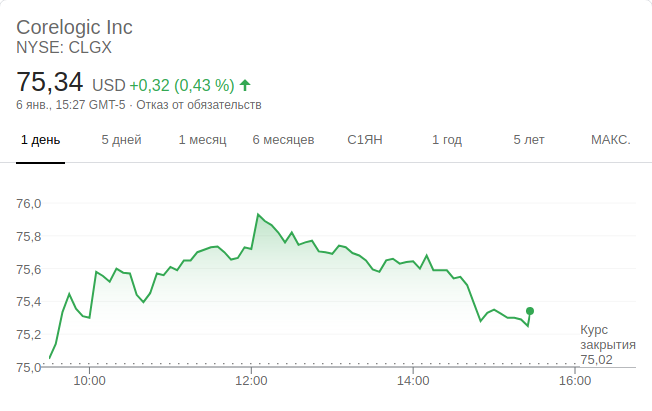 Corelogic Inc
NYSE: CLGX
75,34 USD +0,32 (0,43 %)
6 янв., 15:27 GMT-5 · Отказ от обязательств
1 день 5 дней 1 месяц 6 месяцев С1ЯН 1 год 5 лет МАКС.
76,0
75,8
75,6
75,4
75,2
75,0
Курс
закрытия
75,02
10:00 12:00 14:00 16:00